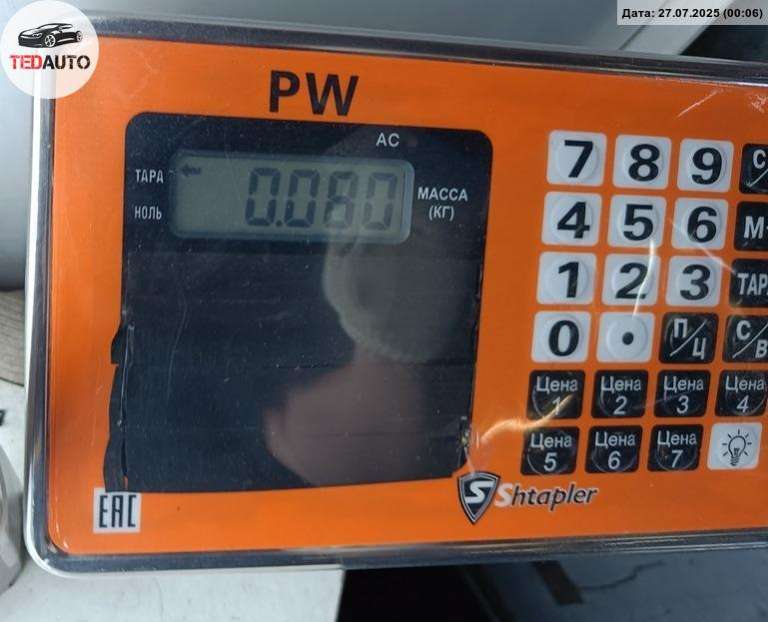 Дата: 27.07.2025 (00:06)
TEDAUTO
PW
AC
ТАРА
НОЛЬ
0.080
МАССА
(КГ)
7 8 9 С/
4 5 6 М-
1 2 3 ТАР
0 • П/Ц С/В
Цена 1 Цена 2 Цена 3 Цена 4
Цена 5 Цена 6 Цена 7
EAC
S Shtapler